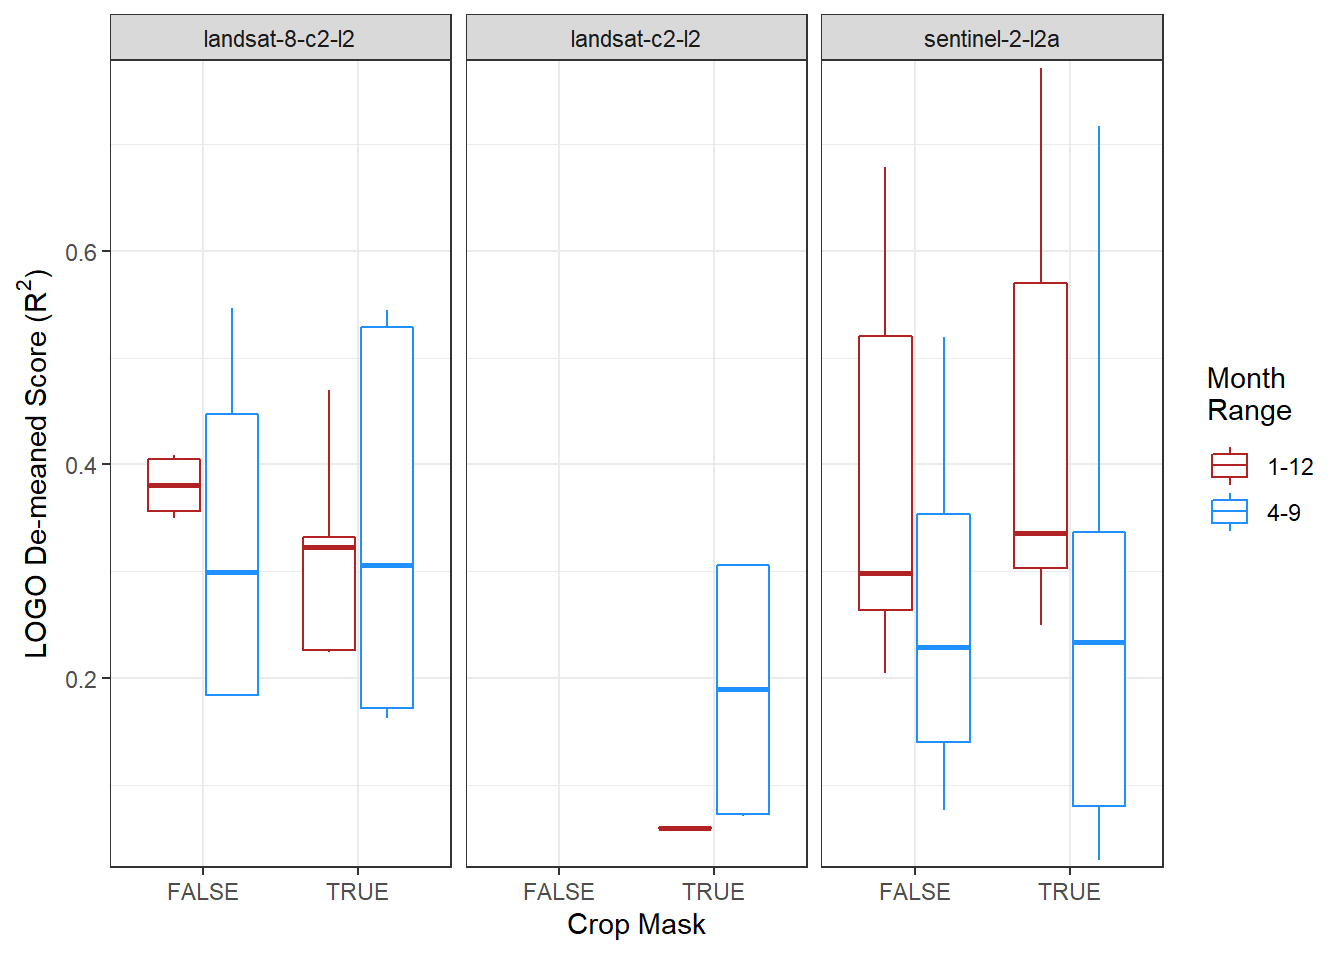 landsat-8-c2-l2
landsat-c2-l2
sentinel-2-l2a
LOGO De-meaned Score (R²)
0.6
0.4
0.2
FALSE
TRUE
FALSE
TRUE
FALSE
TRUE
Crop Mask
Month
Range
1-12
4-9